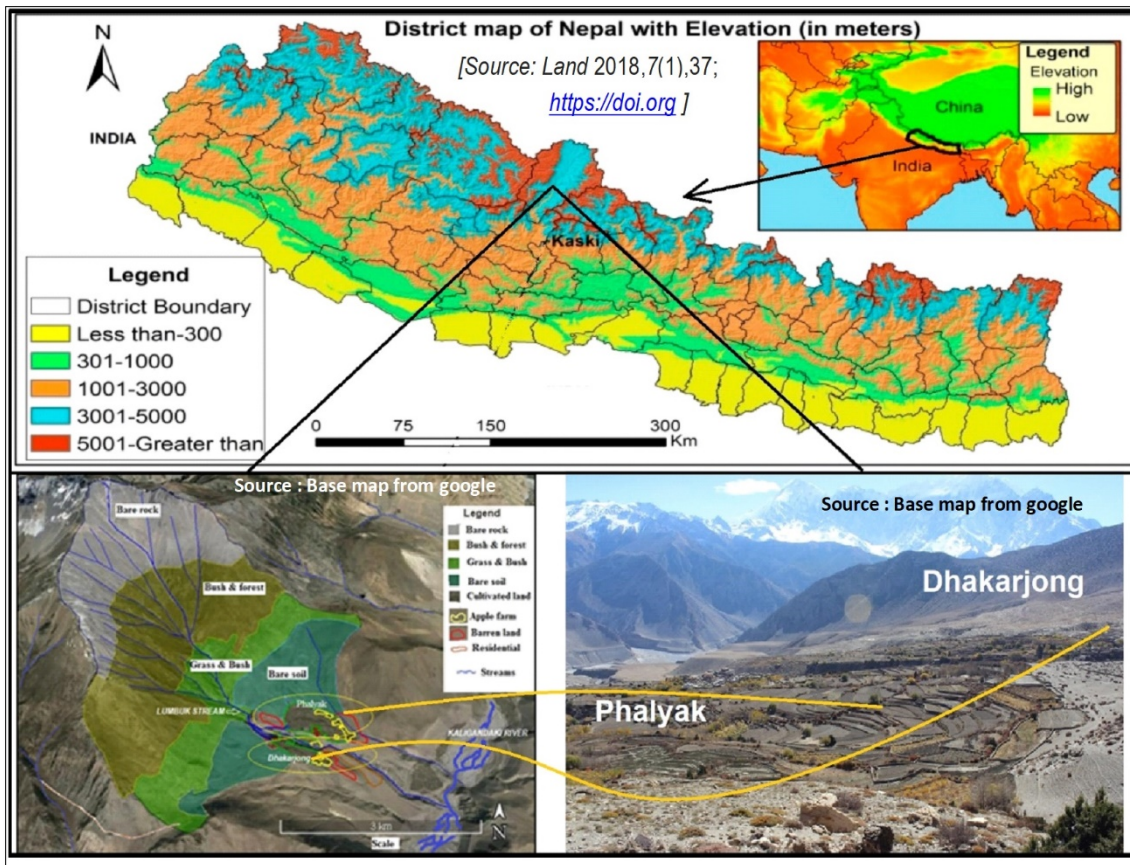 District map of Nepal with Elevation (in meters)
[Source: Land 2018,7(1),37;
https://doi.org ]
N
INDIA
Kaski
Legend
Elevation
High
Low
China
India
Legend
District Boundary
Less than-300
301-1000
1001-3000
3001-5000
5001-Greater than
0 75 150 300
Km
Source : Base map from google
Bare rock
Bush & forest
Grass & Bush
Bare soil
LUMBUK STREAM
Phalyak
Dhakarjong
KALIGANDAKI RIVER
Legend
Bare rock
Bush & forest
Grass & Bush
Bare soil
Cultivated land
Apple farm
Barren land
Residential
Streams
3 km
Scale
N
Source : Base map from google
Dhakarjong
Phalyak